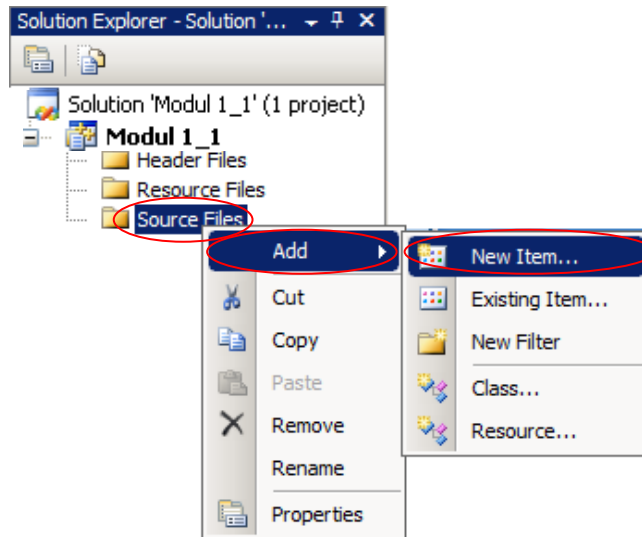 Solution Explorer - Solution '...
Solution 'Modul 1_1' (1 project)
Modul 1_1
Header Files
Resource Files
Source Files
Add
New Item...
Cut
Existing Item...
Copy
New Filter
Paste
Class...
Remove
Resource...
Rename
Properties